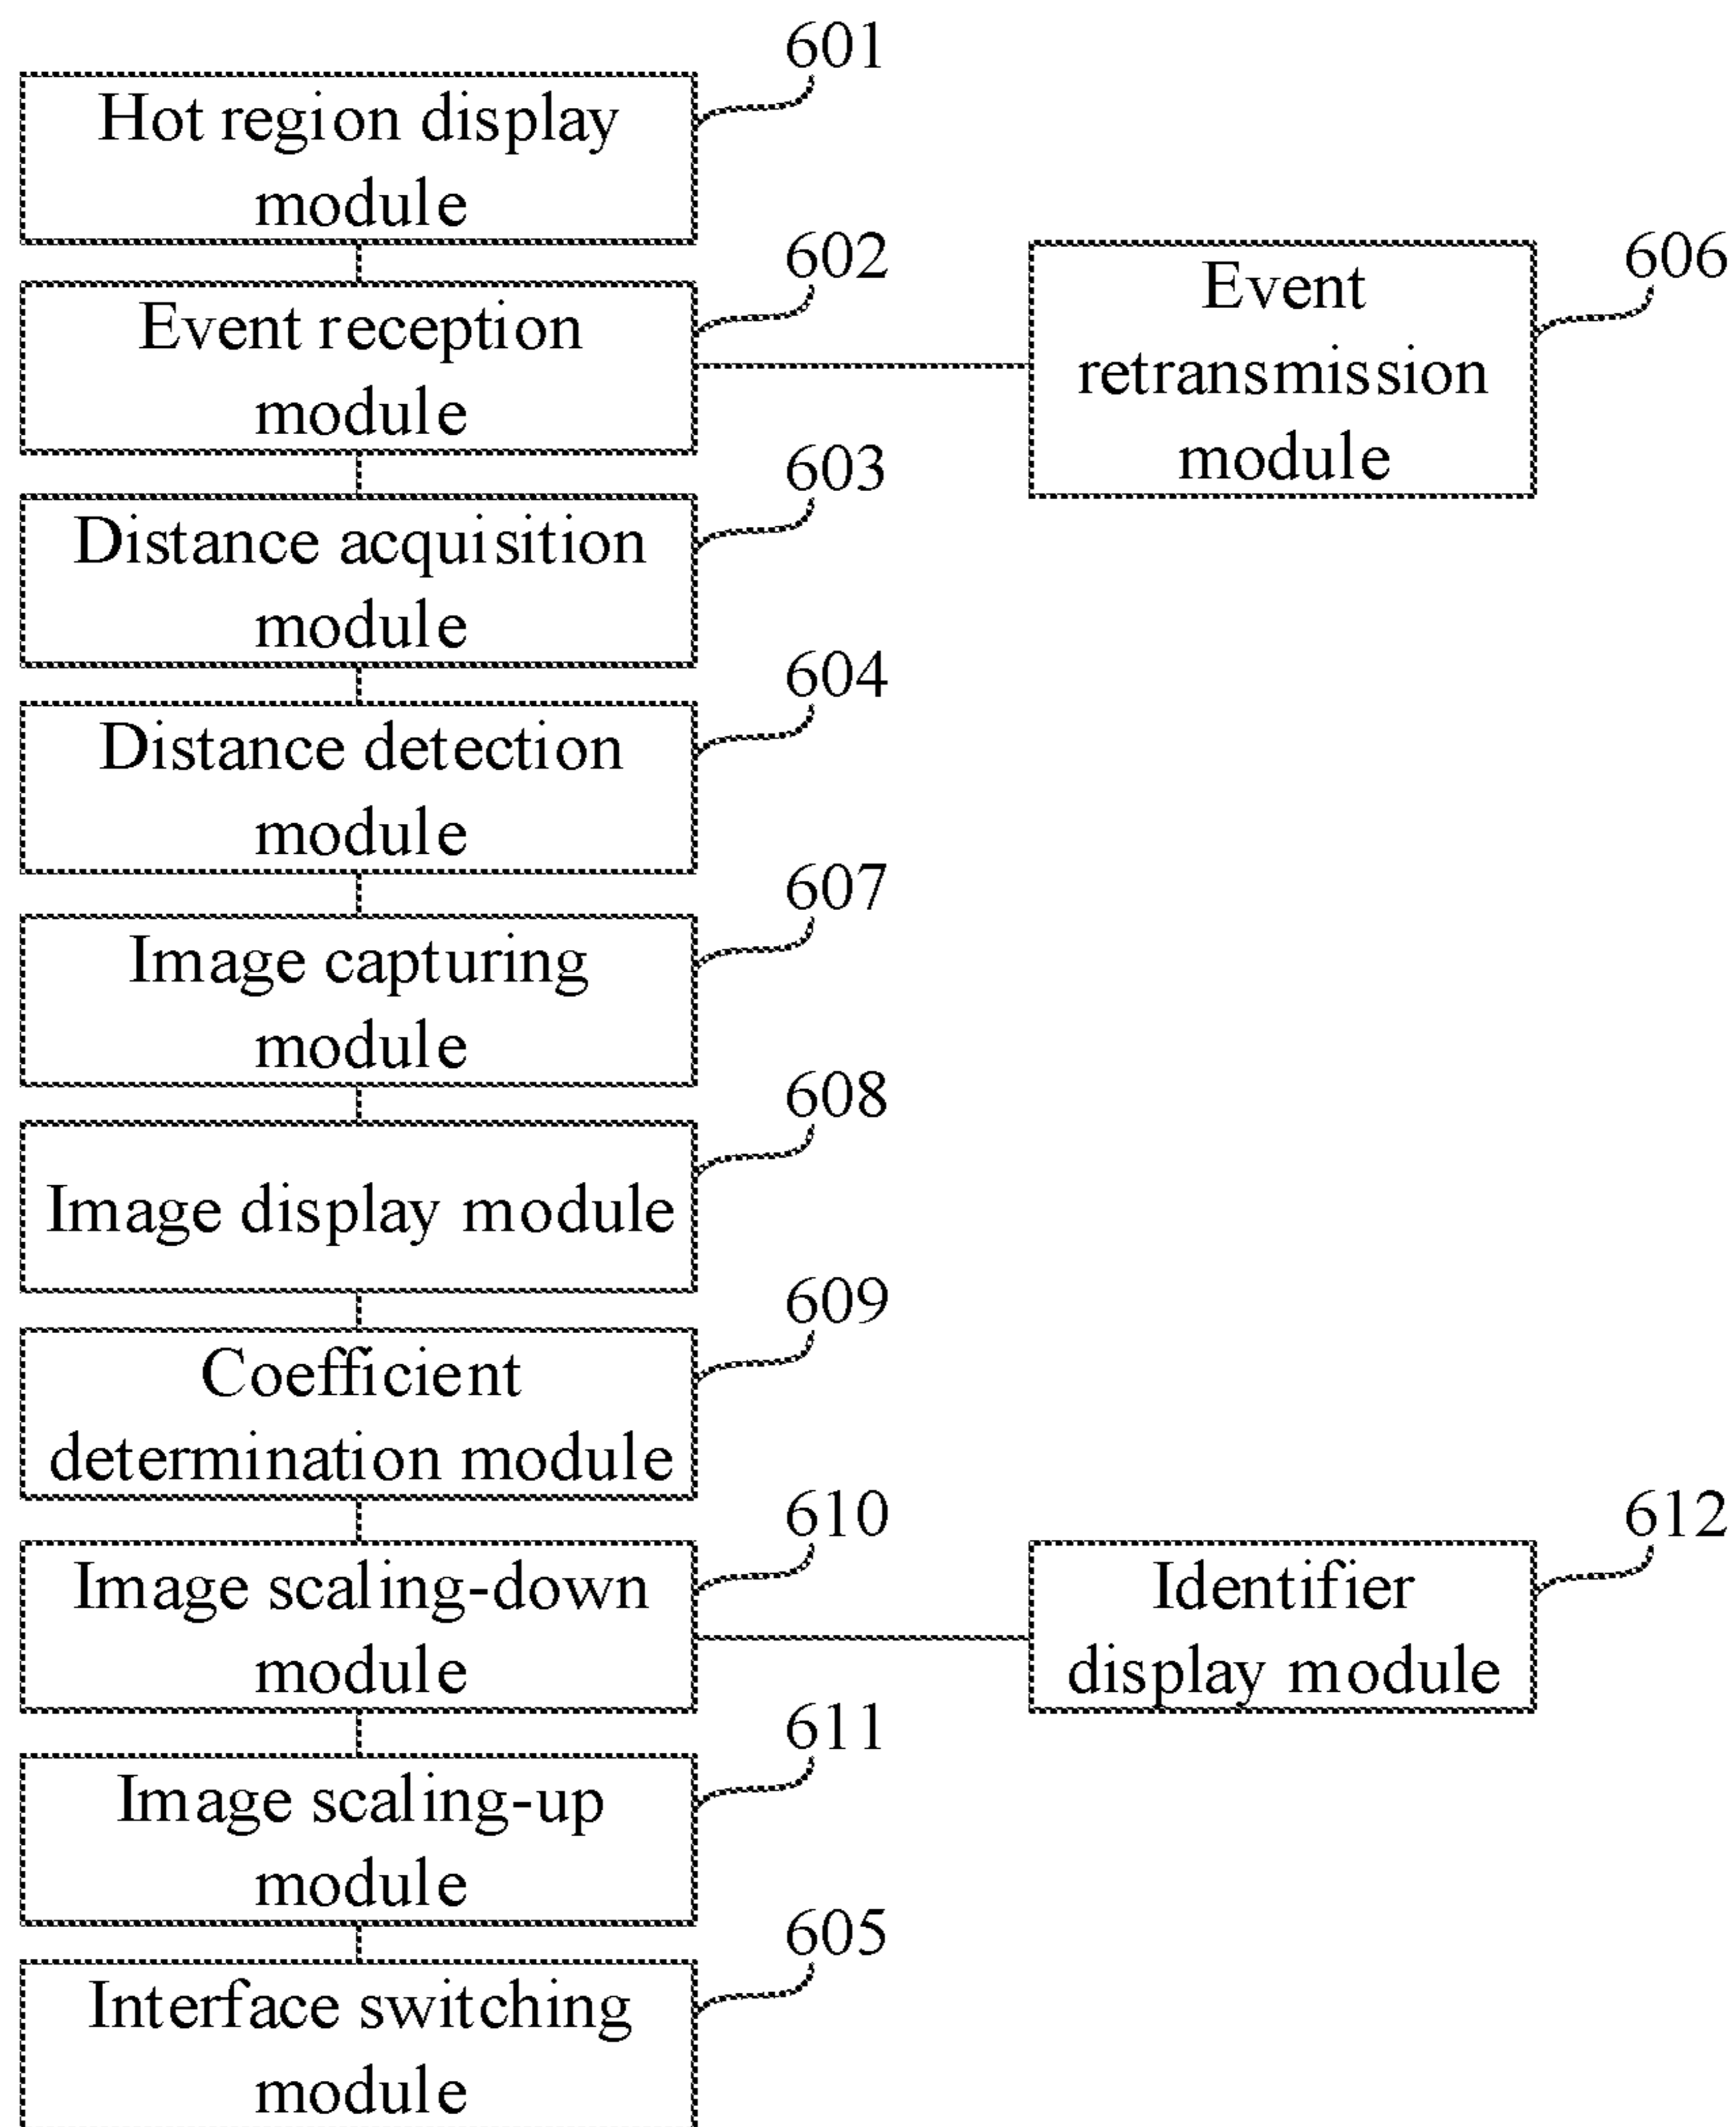 601
Hot region display
module
602
Event reception
module
606
Event
retransmission
module
603
Distance acquisition
module
604
Distance detection
module
607
Image capturing
module
608
Image display module
609
Coefficient
determination module
610
Image scaling-down
module
612
Identifier
display module
611
Image scaling-up
module
605
Interface switching
module